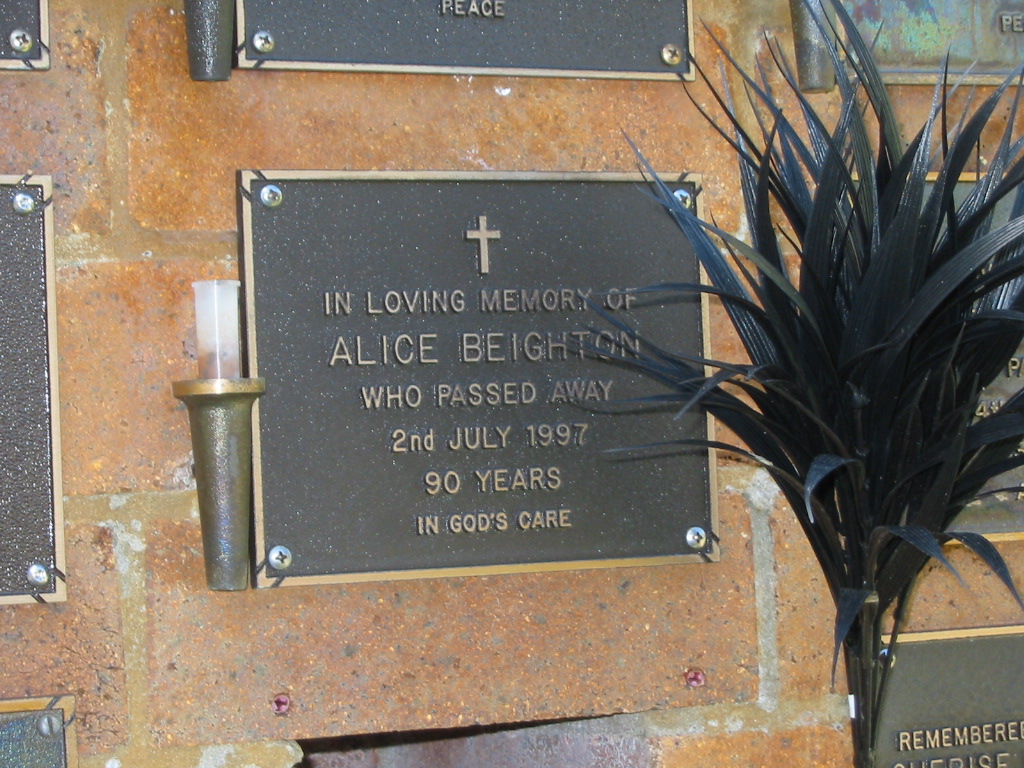 PEACE
IN LOVING MEMORY OF
ALICE BEIGHTON
WHO PASSED AWAY
2nd JULY 1997
90 YEARS
IN GOD'S CARE
REMEMBERED